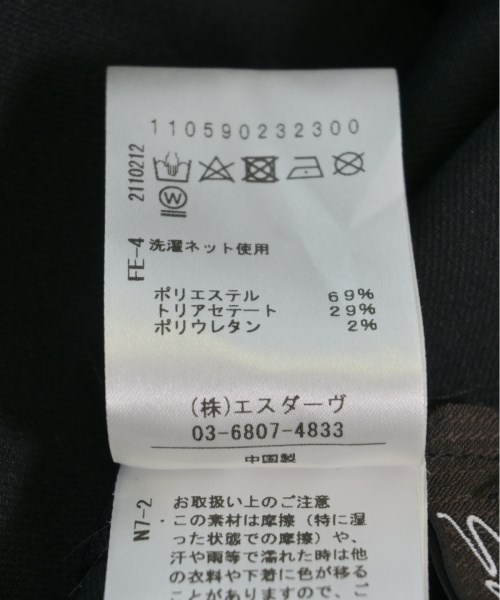 110590232300
2110212
W
FE-4
洗濯ネット使用
ポリエステル 69%
トリアセテート 29%
ポリウレタン 2%
(株)エスダーヴ
03-6807-4833
中国製
N7-2
お取扱い上のご注意
・この素材は摩擦（特に湿
った状態での摩擦）や、
汗や雨等で濡れた時は他
の衣料や下着に色が移る
ことがありますので、ご